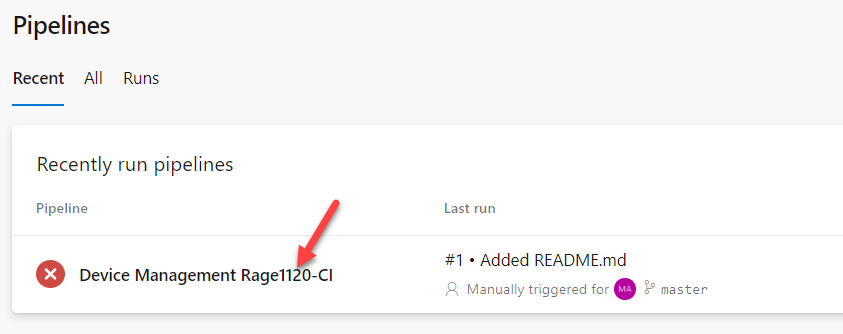 Pipelines
Recent All Runs
Recently run pipelines
Pipeline Last run
Device Management Rage1120-CI
#1 • Added README.md
Manually triggered for MA master